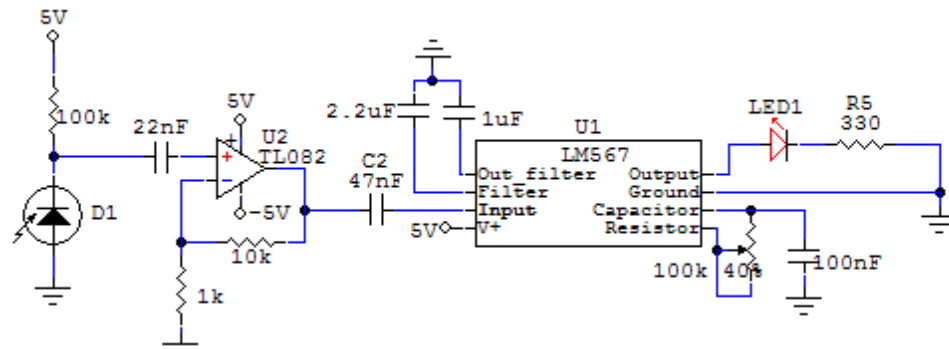 5V
100k
22nF
D1
5V
U2
TL082
-5V
10k
1k
C2
47nF
2.2uF
1uF
U1
LM567
Out_filter
Filter
Input
V+
5V
Output
Ground
Capacitor
Resistor
LED1
R5
330
100k
40%
100nF